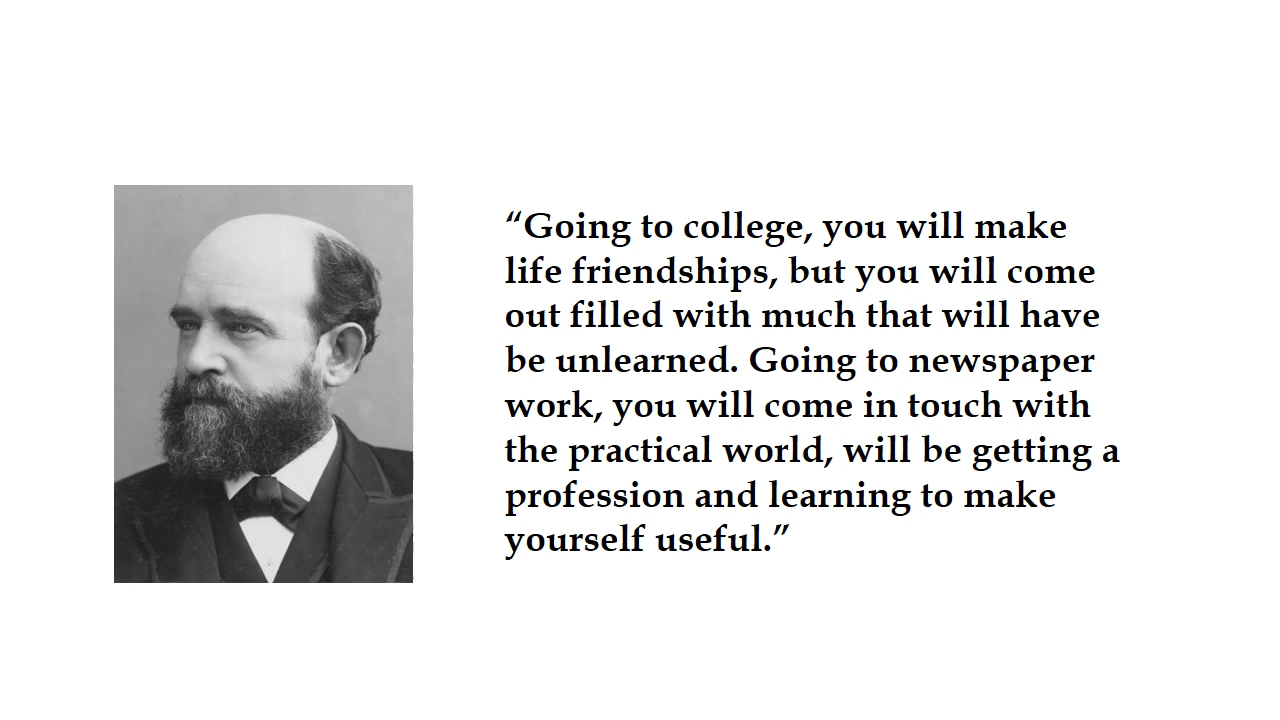 “Going to college, you will make
life friendships, but you will come
out filled with much that will have
be unlearned. Going to newspaper
work, you will come in touch with
the practical world, will be getting a
profession and learning to make
yourself useful.”